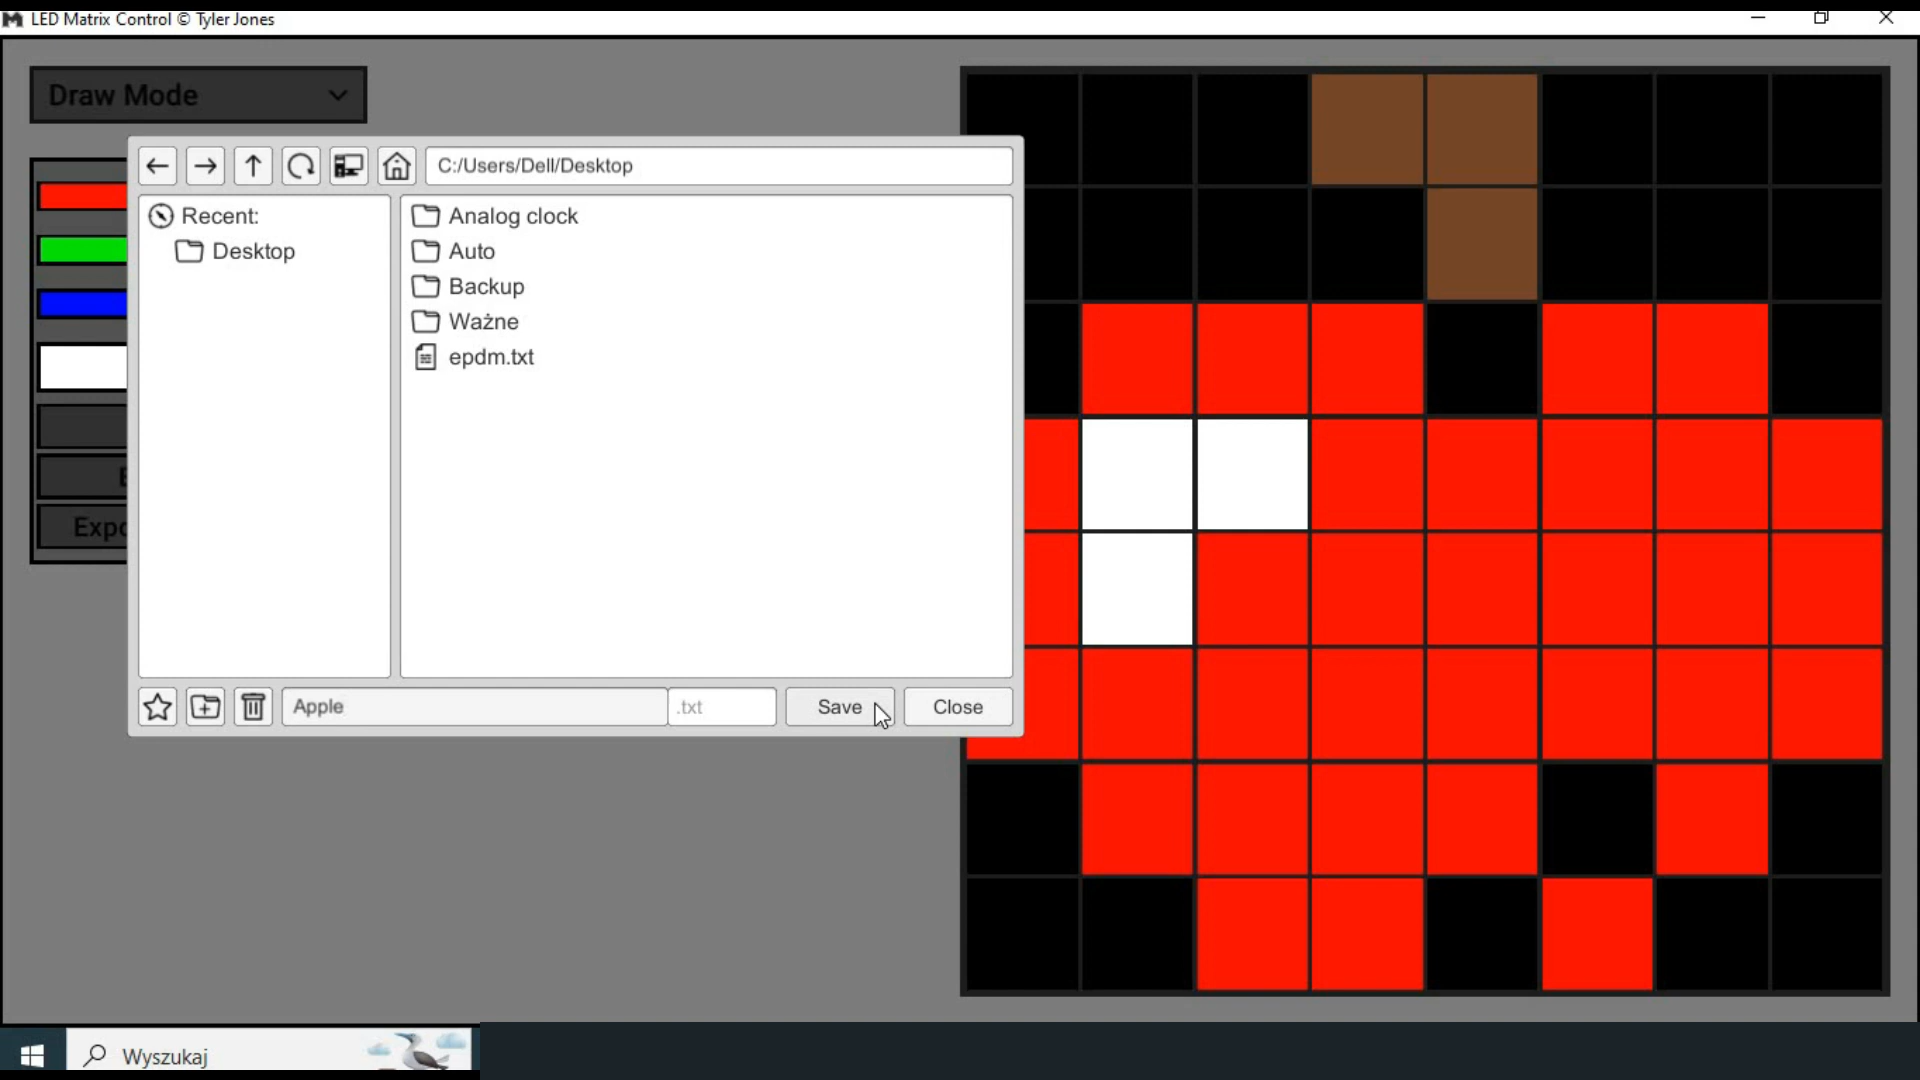 LED Matrix Control © Tyler Jones
Draw Mode
C:/Users/Dell/Desktop
Recent:
Desktop
Analog clock
Auto
Backup
Ważne
epdm.txt
Apple
.txt
Save
Close
Wyszukaj